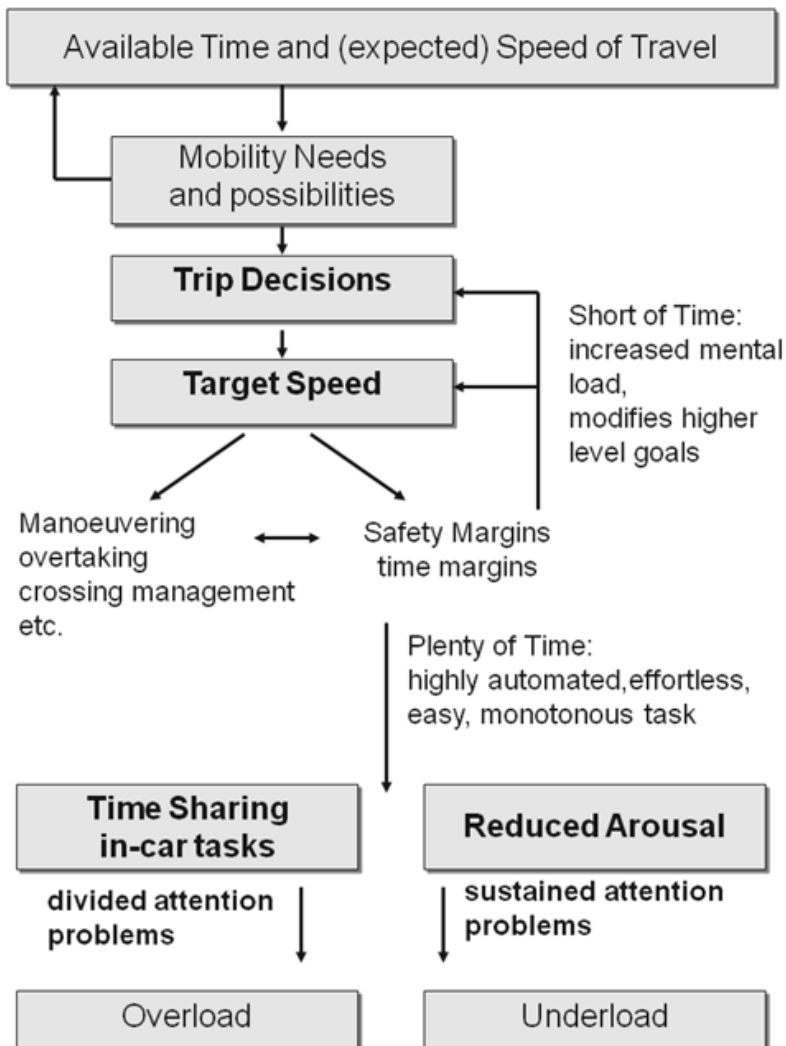 Available Time and (expected) Speed of Travel
Mobility Needs
and possibilities
Trip Decisions
Short of Time:
increased mental
load,
modifies higher
level goals
Target Speed
Manoeuvering
overtaking
crossing management
etc.
Safety Margins
time margins
Plenty of Time:
highly automated,effortless,
easy, monotonous task
Time Sharing
in-car tasks
Reduced Arousal
divided attention
problems
sustained attention
problems
Overload
Underload